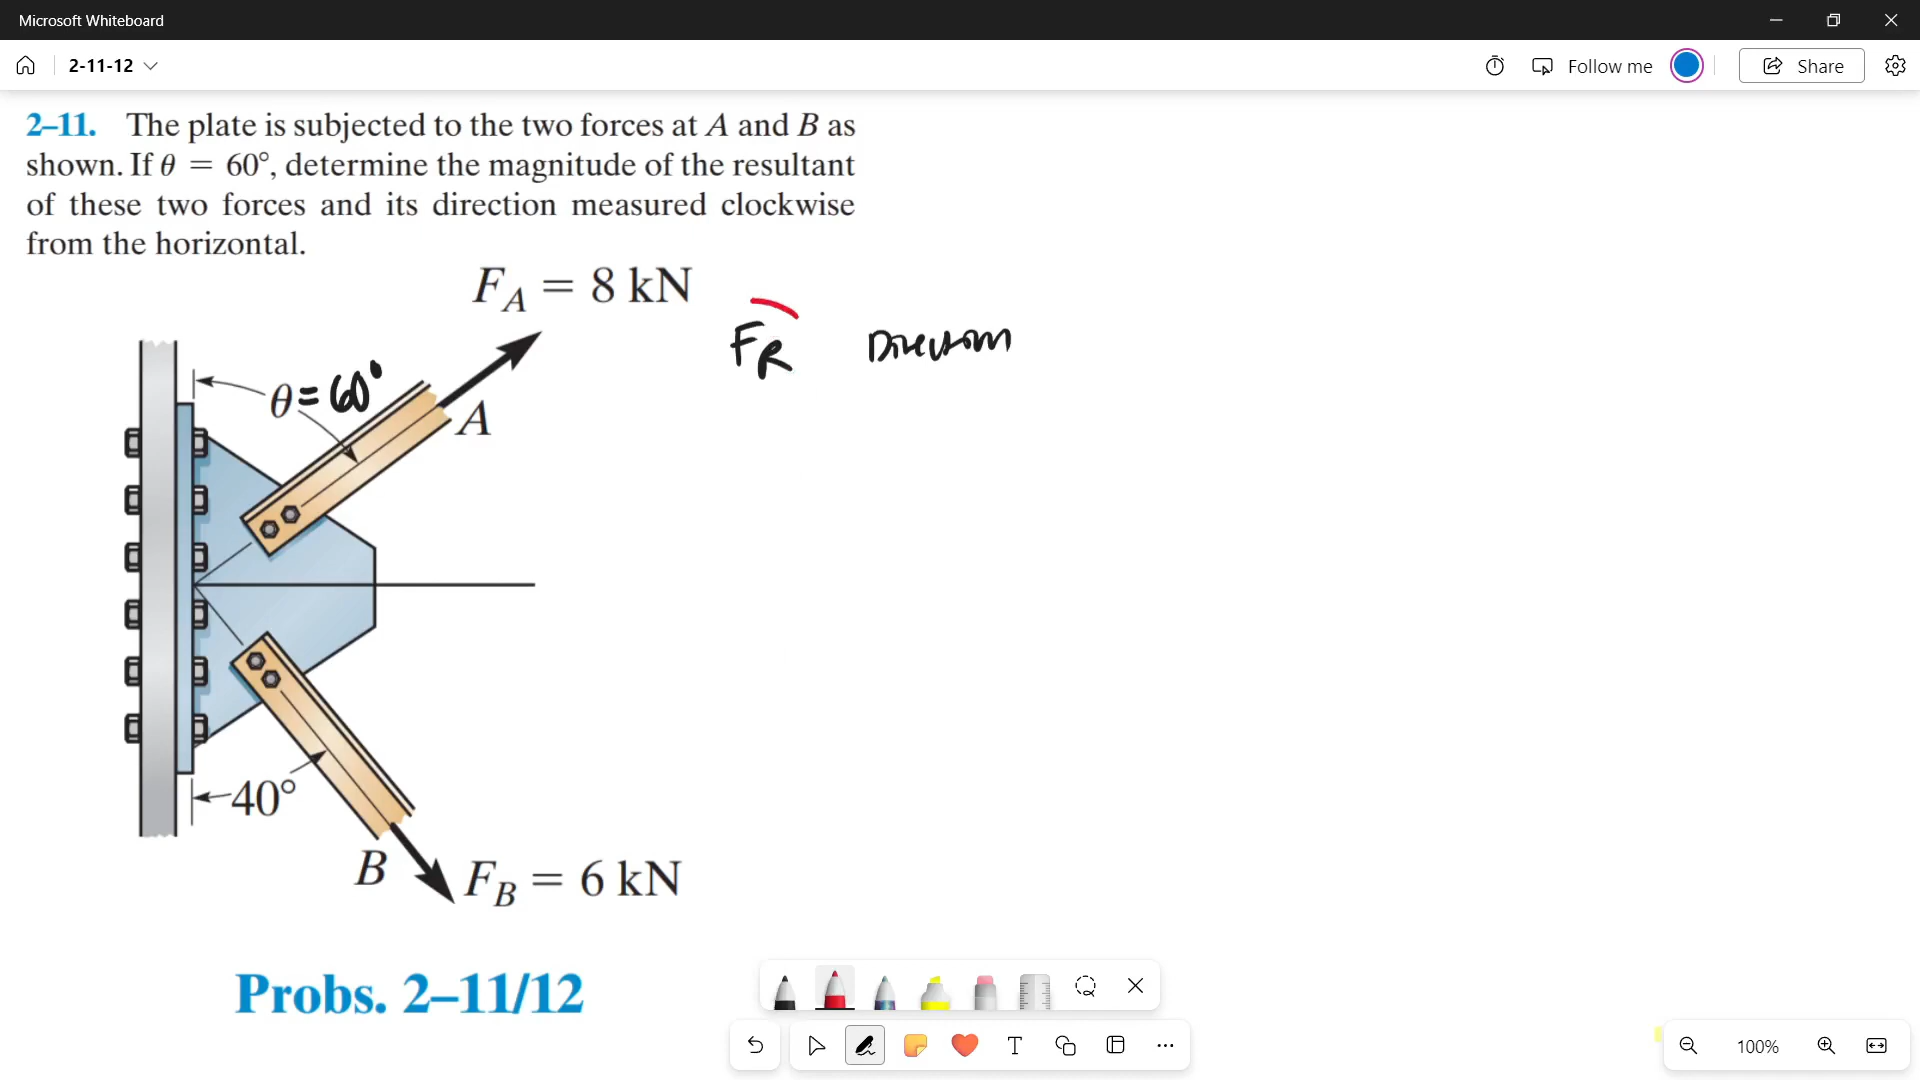 Microsoft Whiteboard
2-11-12
Follow me
Share
2–11. The plate is subjected to the two forces at A and B as
shown. If θ = 60°, determine the magnitude of the resultant
of these two forces and its direction measured clockwise
from the horizontal.
F_A = 8 kN
F_R Direction
θ = 60°
A
40°
B
F_B = 6 kN
Probs. 2–11/12
100%